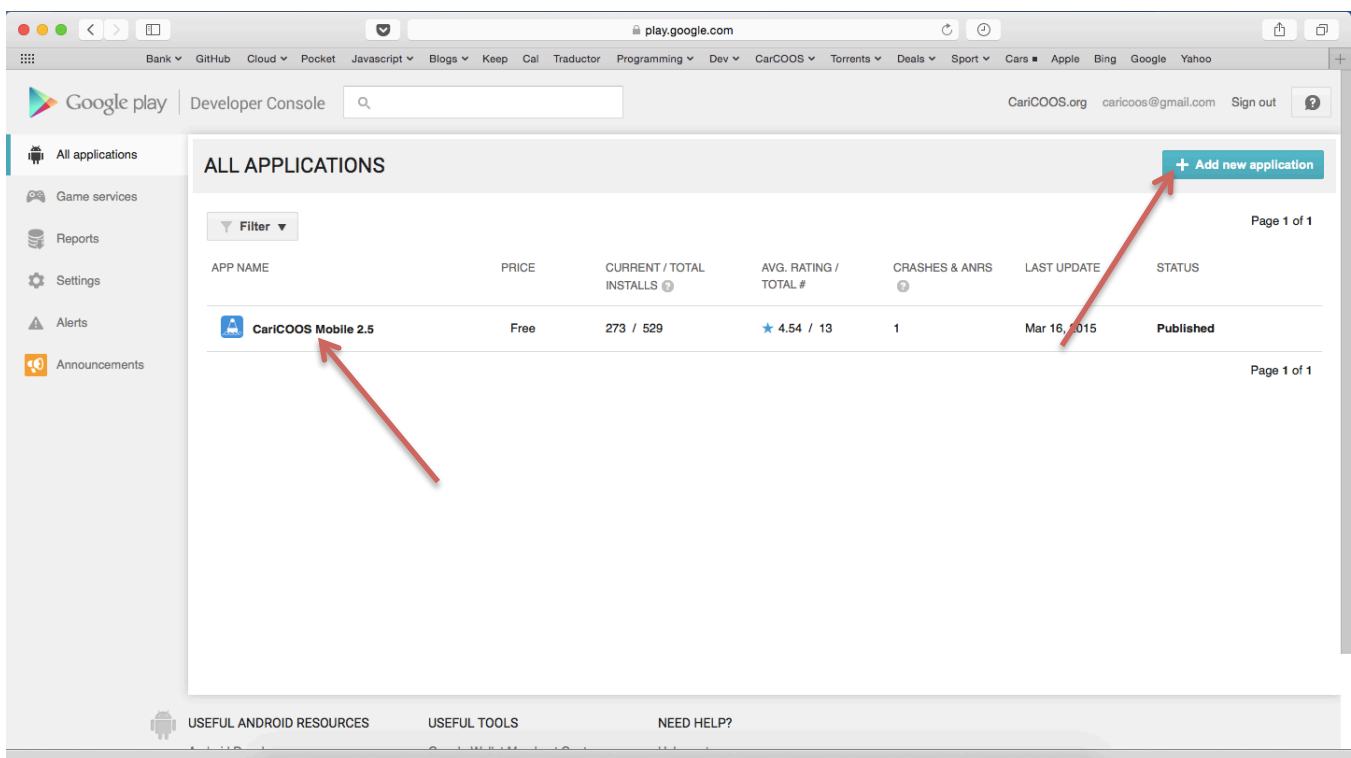 play.google.com
Bank GitHub Cloud Pocket Javascript Blogs Keep Cal Traductor Programming Dev CarCOOS Torrents Deals Sport Cars Apple Bing Google Yahoo
Google play Developer Console CariCOOS.org caricoos@gmail.com Sign out
All applications
Game services
Reports
Settings
Alerts
Announcements
ALL APPLICATIONS
+ Add new application
Filter
Page 1 of 1
APP NAME PRICE CURRENT / TOTAL INSTALLS AVG. RATING / TOTAL # CRASHES & ANRS LAST UPDATE STATUS
CariCOOS Mobile 2.5 Free 273 / 529 4.54 / 13 1 Mar 16, 2015 Published
Page 1 of 1
USEFUL ANDROID RESOURCES USEFUL TOOLS NEED HELP?